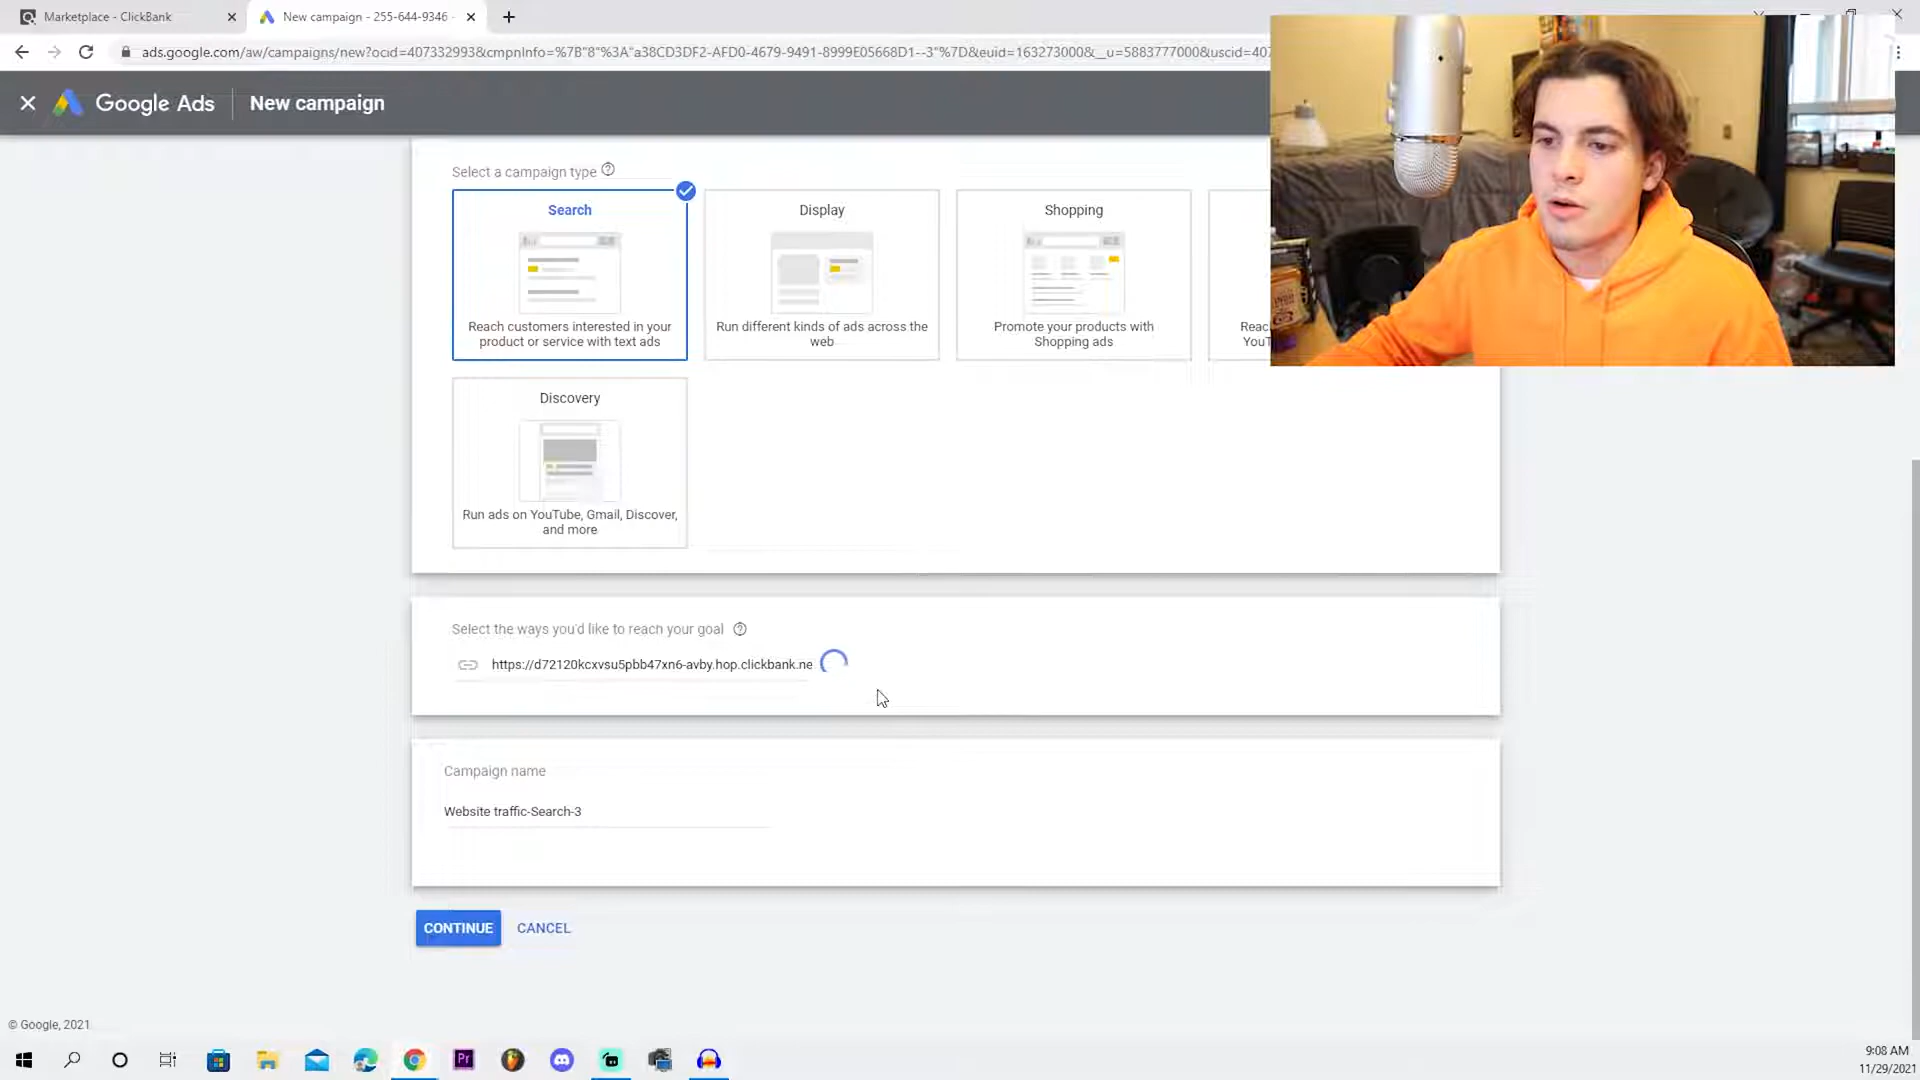 Marketplace - ClickBank
New campaign - 255-644-9346 -
ads.google.com/aw/campaigns/new?ocid=407332993&cmpnInfo=%7B"8"%3A"a38CD3DF2-AFD0-4679-9491-8999E05668D1--3"%7D&euid=163273000&__u=5883777000&uscid=407
Google Ads
New campaign
Select a campaign type
Search
Reach customers interested in your
product or service with text ads
Display
Run different kinds of ads across the
web
Shopping
Promote your products with
Shopping ads
Reac
YouT
Discovery
Run ads on YouTube, Gmail, Discover,
and more
Select the ways you'd like to reach your goal
https://d72120kcxvsu5pbb47xn6-avby.hop.clickbank.ne
Campaign name
Website traffic-Search-3
CONTINUE
CANCEL
© Google, 2021
Pr
9:08 AM
11/29/2021